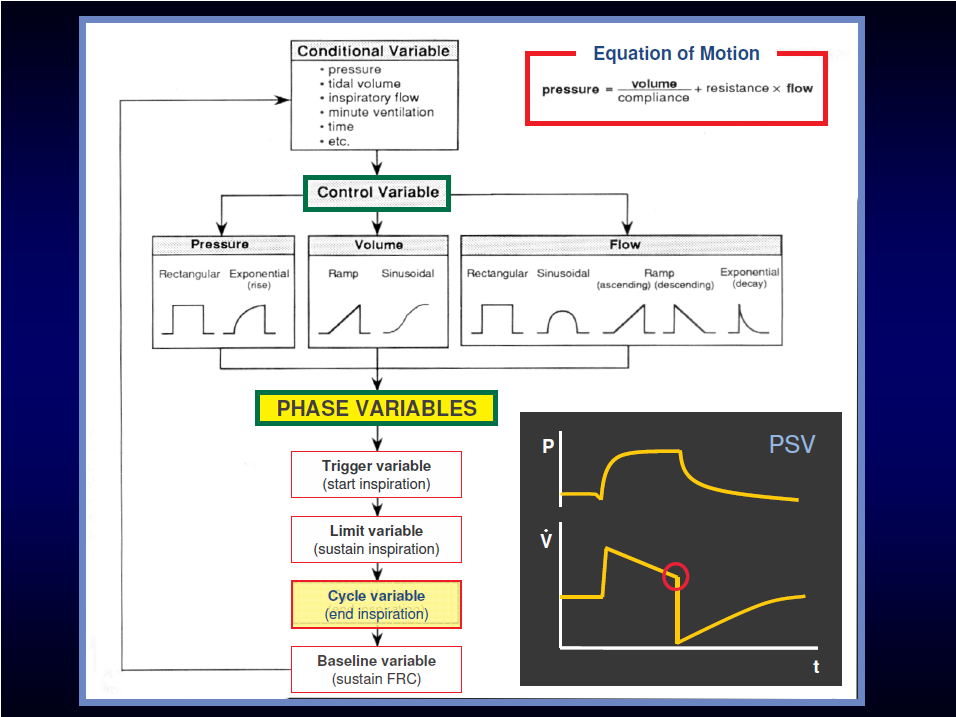 Conditional Variable
• pressure
• tidal volume
• inspiratory flow
• minute ventilation
• time
• etc.
Equation of Motion
pressure = volume / compliance + resistance × flow
Control Variable
Pressure
Rectangular Exponential
(rise)
Volume
Ramp Sinusoidal
Flow
Rectangular Sinusoidal Ramp Exponential
(ascending) (descending) (decay)
PHASE VARIABLES
Trigger variable
(start inspiration)
Limit variable
(sustain inspiration)
Cycle variable
(end inspiration)
Baseline variable
(sustain FRC)
PSV
P
V̇
t